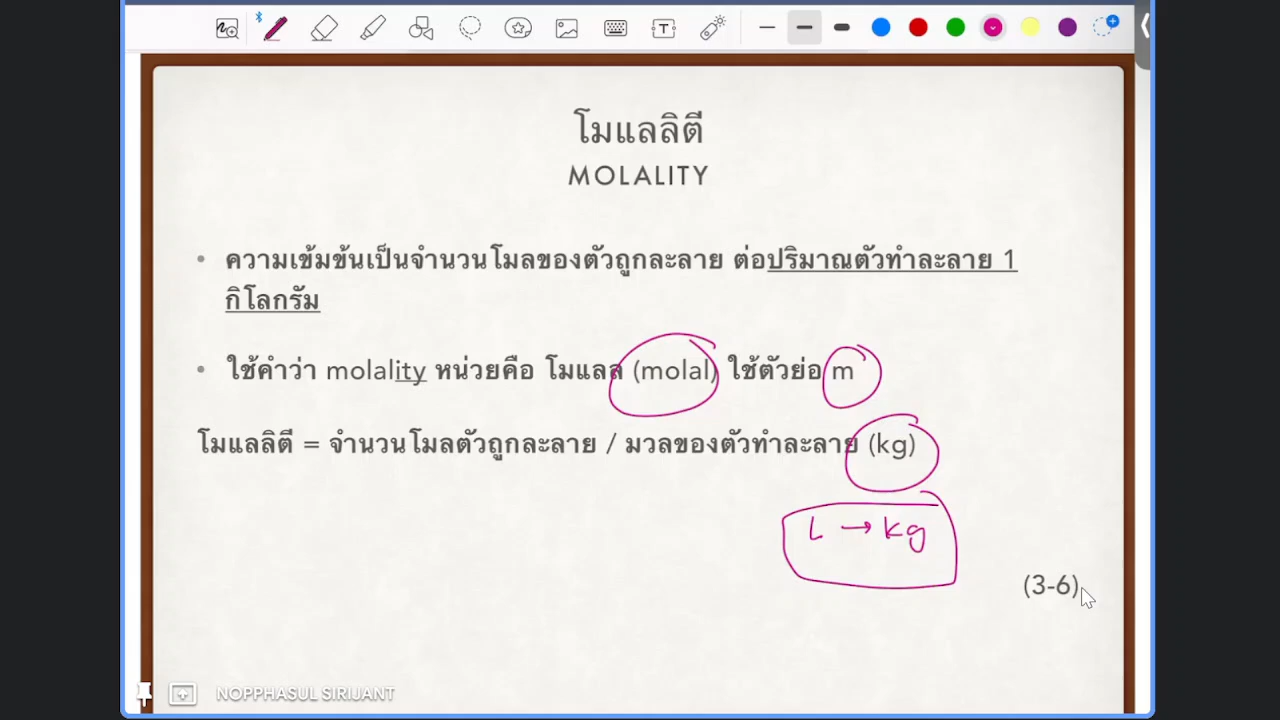 โมแลลิตี
MOLALITY
• ความเข้มข้นเป็นจำนวนโมลของตัวถูกละลาย ต่อปริมาณตัวทำละลาย 1
กิโลกรัม
• ใช้คำว่า molality หน่วยคือ โมแลล (molal) ใช้ตัวย่อ m
โมแลลิตี = จำนวนโมลตัวถูกละลาย / มวลของตัวทำละลาย (kg)
L → kg
(3-6)
NOPPHASUL SIRIJANT